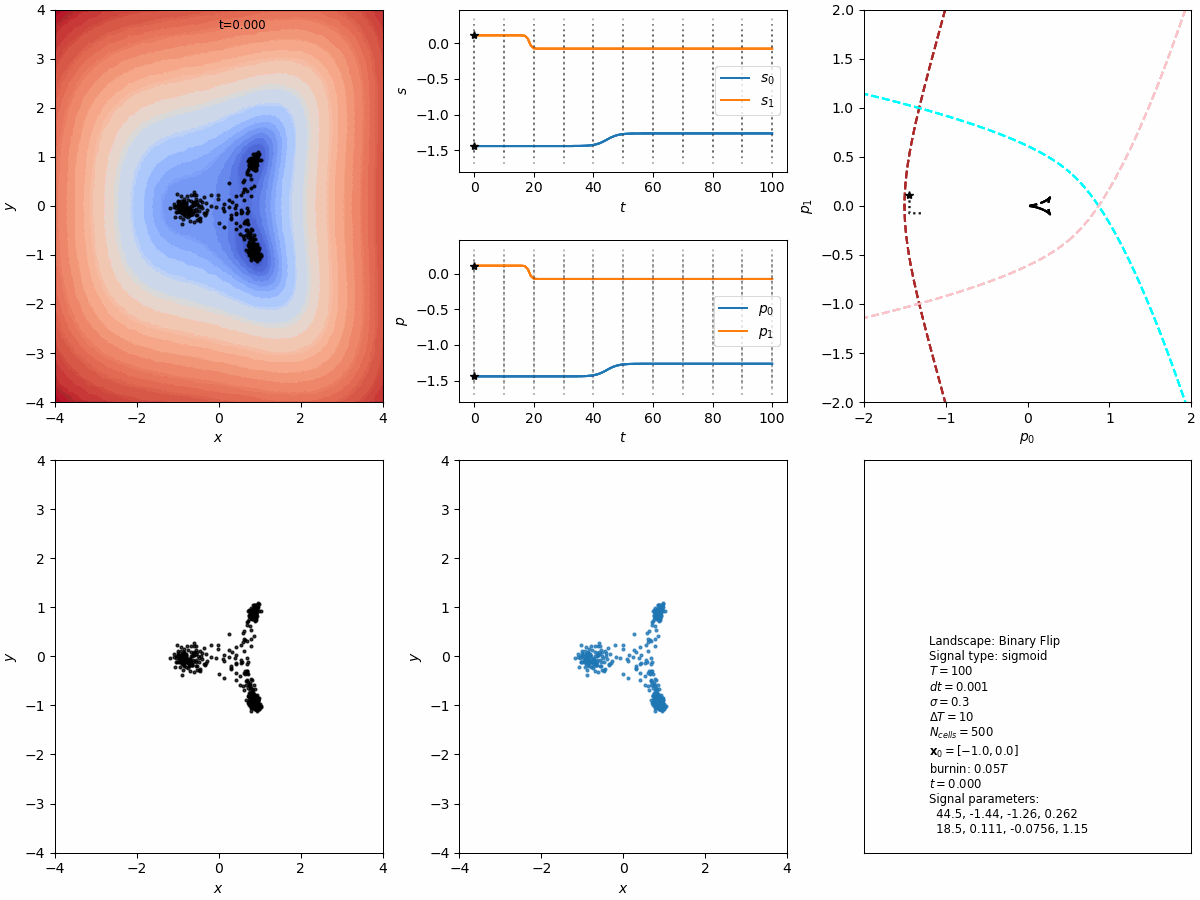 4
3
2
1
0
−1
−2
−3
−4
−4
−2
0
2
4
x
y
t=0.000
0.0
−0.5
−1.0
−1.5
0
20
40
60
80
100
t
s
s₀
s₁
0.0
−0.5
−1.0
−1.5
0
20
40
60
80
100
t
p
p₀
p₁
2.0
1.5
1.0
0.5
0.0
−0.5
−1.0
−1.5
−2.0
−2
−1
0
1
2
p₀
p₁
4
3
2
1
0
−1
−2
−3
−4
−4
−2
0
2
4
x
y
4
3
2
1
0
−1
−2
−3
−4
−4
−2
0
2
4
x
y
Landscape: Binary Flip
Signal type: sigmoid
T = 100
dt = 0.001
σ = 0.3
ΔT = 10
N_cells = 500
x₀ = [−1.0, 0.0]
burnin: 0.05T
t = 0.000
Signal parameters:
44.5, -1.44, -1.26, 0.262
18.5, 0.111, -0.0756, 1.15